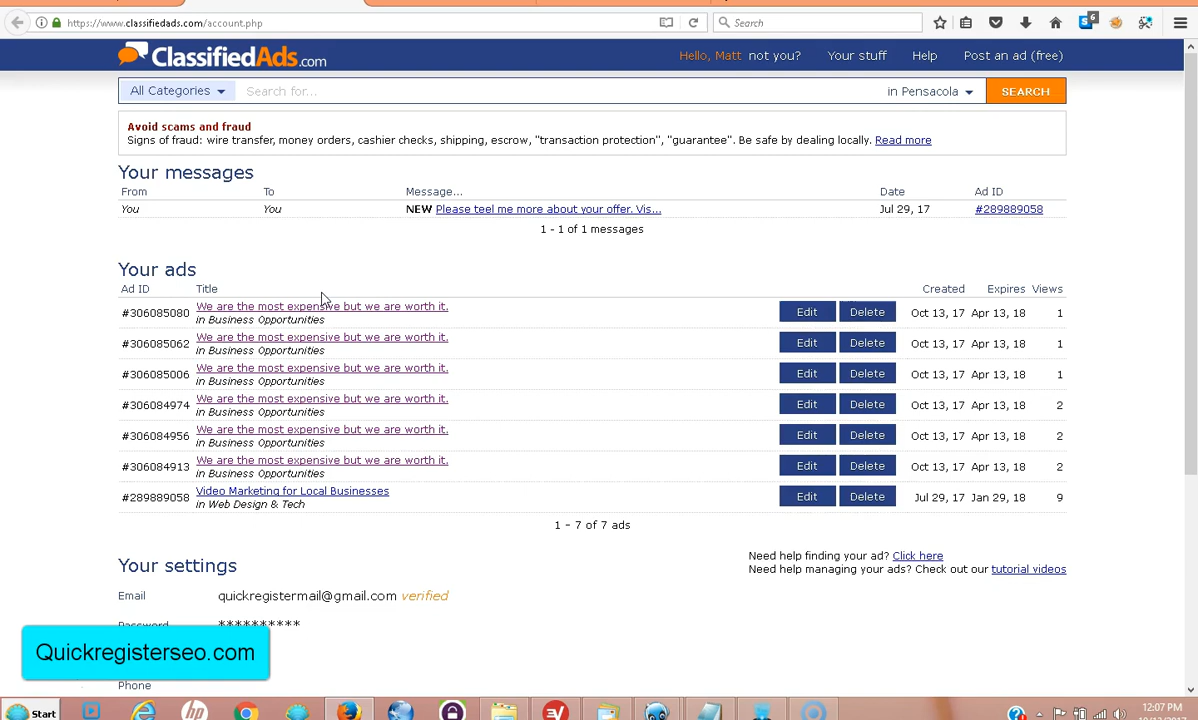 https://www.classifiedads.com/account.php
Search
6
ClassifiedAds.com
Hello, Matt not you? Your stuff Help Post an ad (free)
All Categories Search for... in Pensacola SEARCH
Avoid scams and fraud
Signs of fraud: wire transfer, money orders, cashier checks, shipping, escrow, "transaction protection", "guarantee". Be safe by dealing locally. Read more
Your messages
From To Message... Date Ad ID
You You NEW Please teel me more about your offer. Vis... Jul 29, 17 #289889058
1 - 1 of 1 messages
Your ads
Ad ID Title Created Expires Views
#306085080 We are the most expensive but we are worth it. Edit Delete Oct 13, 17 Apr 13, 18 1
in Business Opportunities
#306085062 We are the most expensive but we are worth it. Edit Delete Oct 13, 17 Apr 13, 18 1
in Business Opportunities
#306085006 We are the most expensive but we are worth it. Edit Delete Oct 13, 17 Apr 13, 18 1
in Business Opportunities
#306084974 We are the most expensive but we are worth it. Edit Delete Oct 13, 17 Apr 13, 18 2
in Business Opportunities
#306084956 We are the most expensive but we are worth it. Edit Delete Oct 13, 17 Apr 13, 18 2
in Business Opportunities
#306084913 We are the most expensive but we are worth it. Edit Delete Oct 13, 17 Apr 13, 18 2
in Business Opportunities
#289889058 Video Marketing for Local Businesses Edit Delete Jul 29, 17 Jan 29, 18 9
in Web Design & Tech
1 - 7 of 7 ads
Need help finding your ad? Click here
Your settings
Need help managing your ads? Check out our tutorial videos
Email quickregistermail@gmail.com verified
Password **********
Quickregisterseo.com
Phone
Start
12:07 PM